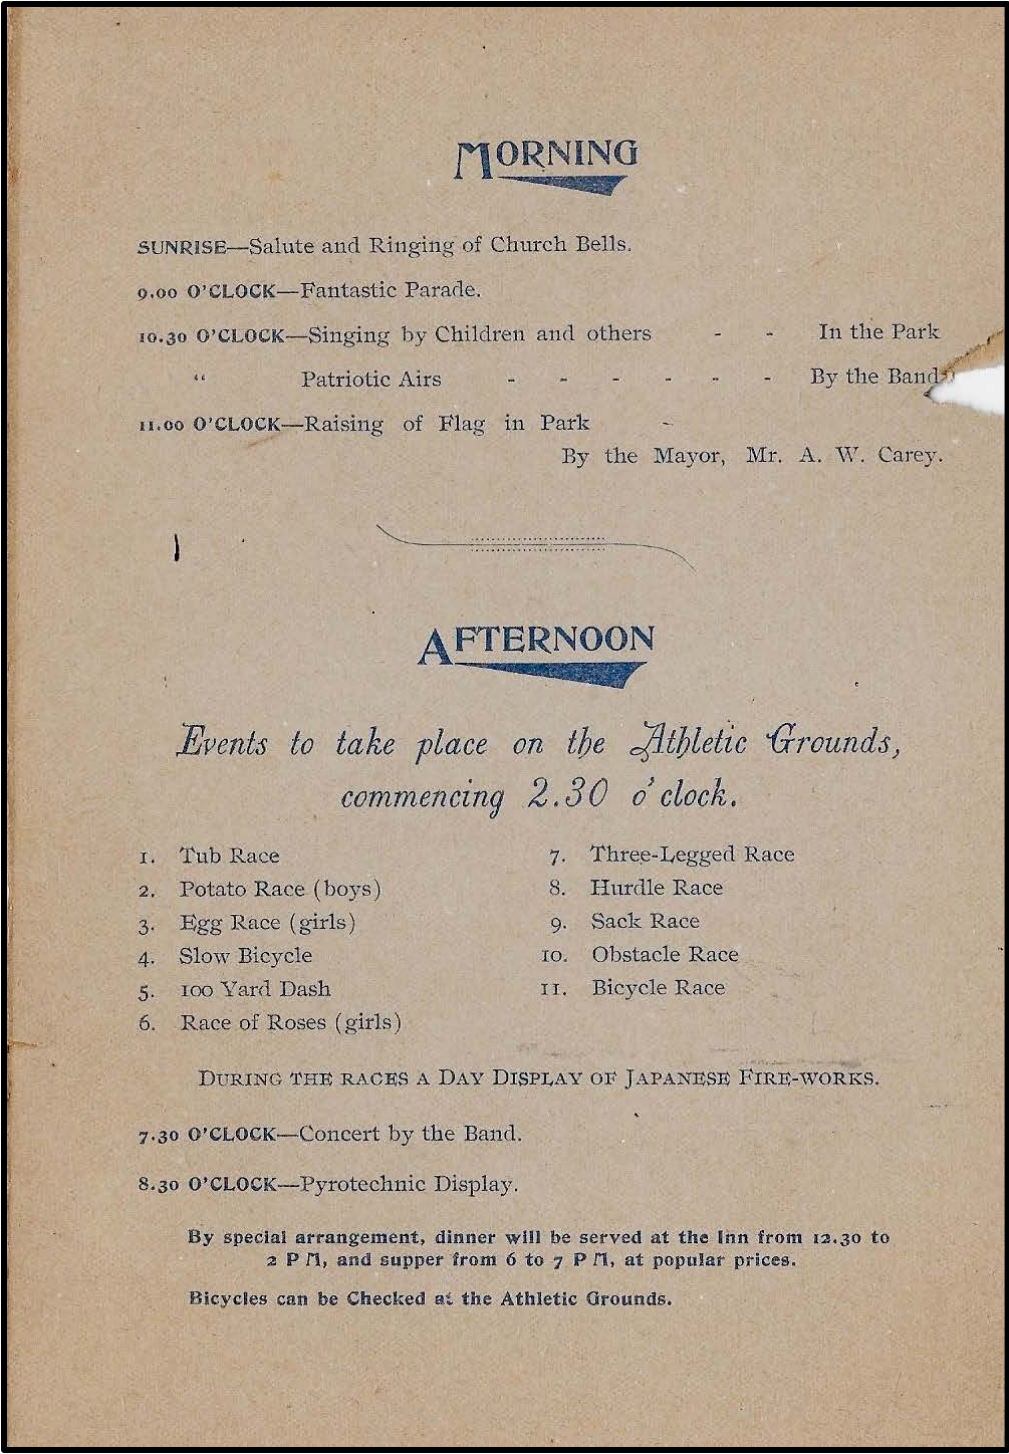 MORNING
SUNRISE—Salute and Ringing of Church Bells.
9.00 O'CLOCK—Fantastic Parade.
10.30 O'CLOCK—Singing by Children and others - - In the Park
“ Patriotic Airs - - - - - - By the Band
11.00 O'CLOCK—Raising of Flag in Park -
By the Mayor, Mr. A. W. Carey.
AFTERNOON
Events to take place on the Athletic Grounds,
commencing 2.30 o'clock.
1. Tub Race
2. Potato Race (boys)
3. Egg Race (girls)
4. Slow Bicycle
5. 100 Yard Dash
6. Race of Roses (girls)
7. Three-Legged Race
8. Hurdle Race
9. Sack Race
10. Obstacle Race
11. Bicycle Race
DURING THE RACES A DAY DISPLAY OF JAPANESE FIRE-WORKS.
7.30 O'CLOCK—Concert by the Band.
8.30 O'CLOCK—Pyrotechnic Display.
By special arrangement, dinner will be served at the Inn from 12.30 to
2 P M, and supper from 6 to 7 P M, at popular prices.
Bicycles can be Checked at the Athletic Grounds.